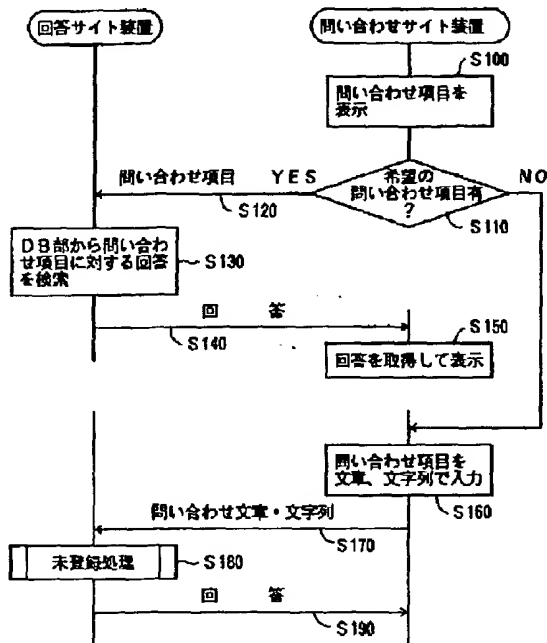 回答サイト装置
問い合わせサイト装置
S100
問い合わせ項目を
表示
問い合わせ項目
YES
希望の
問い合わせ項目有
?
NO
S120
S110
DB部から問い合わ
せ項目に対する回答
を検索
S130
回 答
S140
S150
回答を取得して表示
問い合わせ項目を
文章、文字列で入力
S160
問い合わせ文章・文字列
S170
未登録処理
S180
回 答
S190